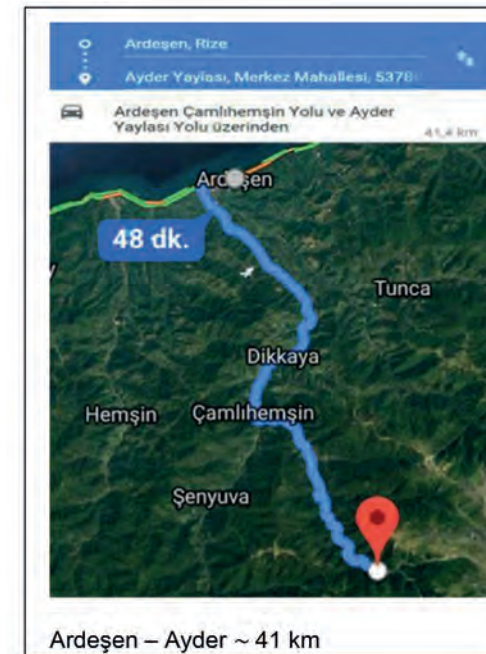 Ardeşen, Rize
Ayder Yaylası, Merkez Mahallesi, 5378
Ardeşen Çamlıhemşin Yolu ve Ayder
Yaylası Yolu üzerinden
41,4 km
Ardeşen
48 dk.
Tunca
Dikkaya
Hemşin
Çamlıhemşin
Şenyuva
Ardeşen – Ayder ~ 41 km